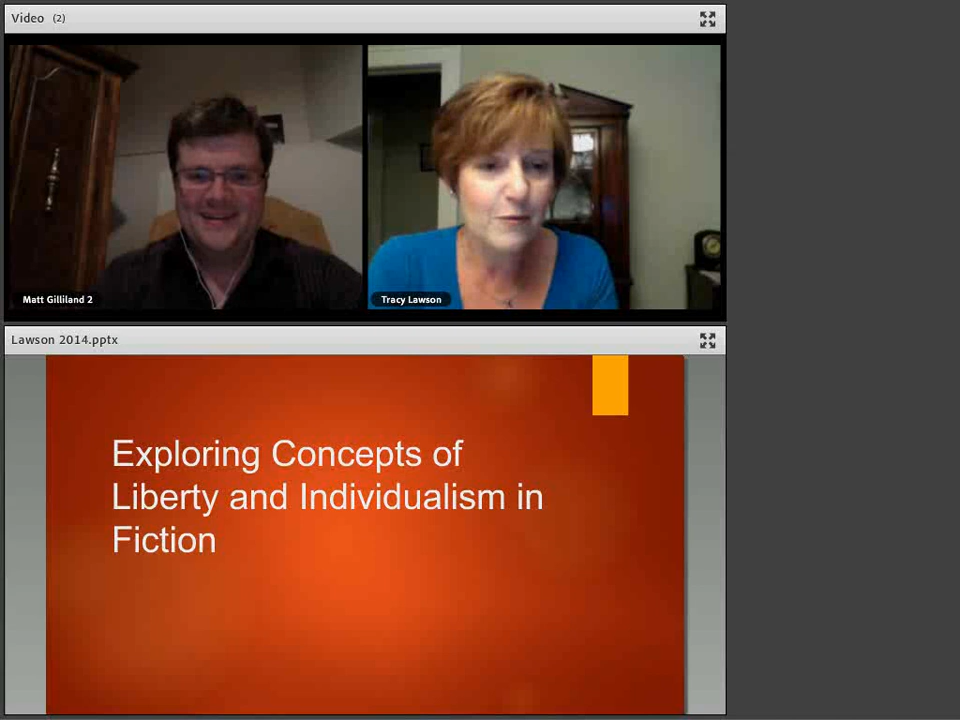 Video (2)
Matt Gilliland 2
Tracy Lawson
Lawson 2014.pptx
Exploring Concepts of
Liberty and Individualism in
Fiction